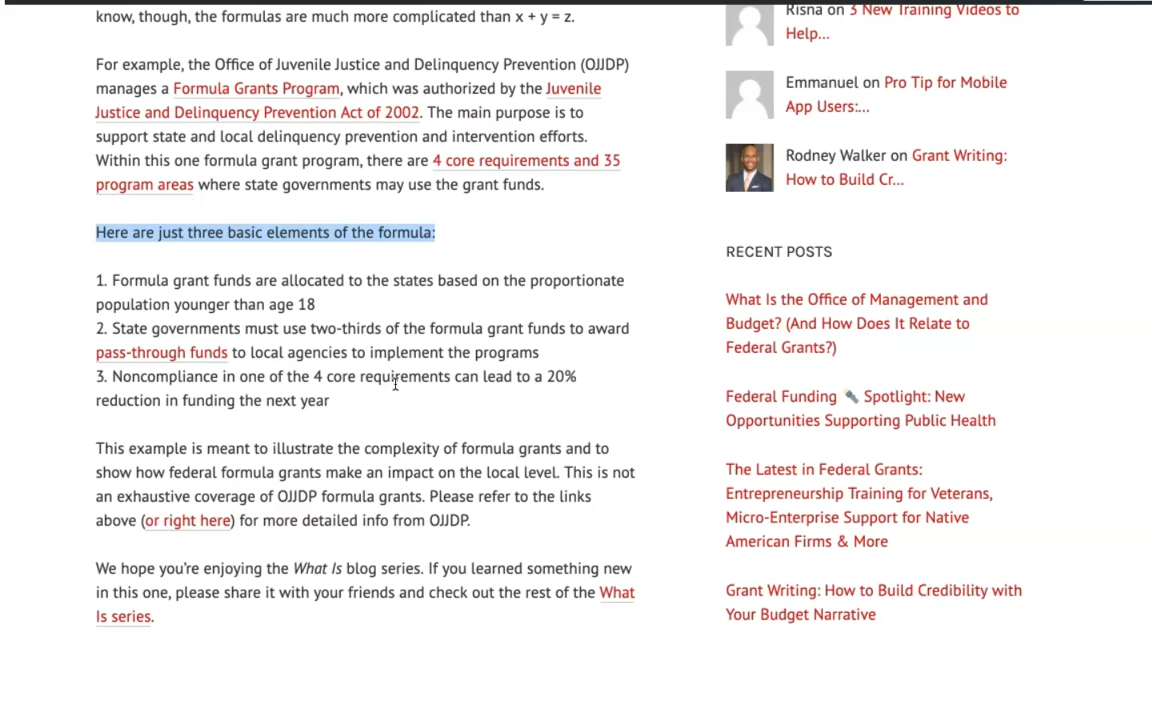 know, though, the formulas are much more complicated than x + y = z.
For example, the Office of Juvenile Justice and Delinquency Prevention (OJJDP)
manages a Formula Grants Program, which was authorized by the Juvenile
Justice and Delinquency Prevention Act of 2002. The main purpose is to
support state and local delinquency prevention and intervention efforts.
Within this one formula grant program, there are 4 core requirements and 35
program areas where state governments may use the grant funds.
Here are just three basic elements of the formula:
1. Formula grant funds are allocated to the states based on the proportionate
population younger than age 18
2. State governments must use two-thirds of the formula grant funds to award
pass-through funds to local agencies to implement the programs
3. Noncompliance in one of the 4 core requirements can lead to a 20%
reduction in funding the next year
This example is meant to illustrate the complexity of formula grants and to
show how federal formula grants make an impact on the local level. This is not
an exhaustive coverage of OJJDP formula grants. Please refer to the links
above (or right here) for more detailed info from OJJDP.
We hope you're enjoying the What Is blog series. If you learned something new
in this one, please share it with your friends and check out the rest of the What
Is series.
Risna on 3 New Training Videos to
Help...
Emmanuel on Pro Tip for Mobile
App Users:...
Rodney Walker on Grant Writing:
How to Build Cr...
RECENT POSTS
What Is the Office of Management and
Budget? (And How Does It Relate to
Federal Grants?)
Federal Funding 🔦 Spotlight: New
Opportunities Supporting Public Health
The Latest in Federal Grants:
Entrepreneurship Training for Veterans,
Micro-Enterprise Support for Native
American Firms & More
Grant Writing: How to Build Credibility with
Your Budget Narrative